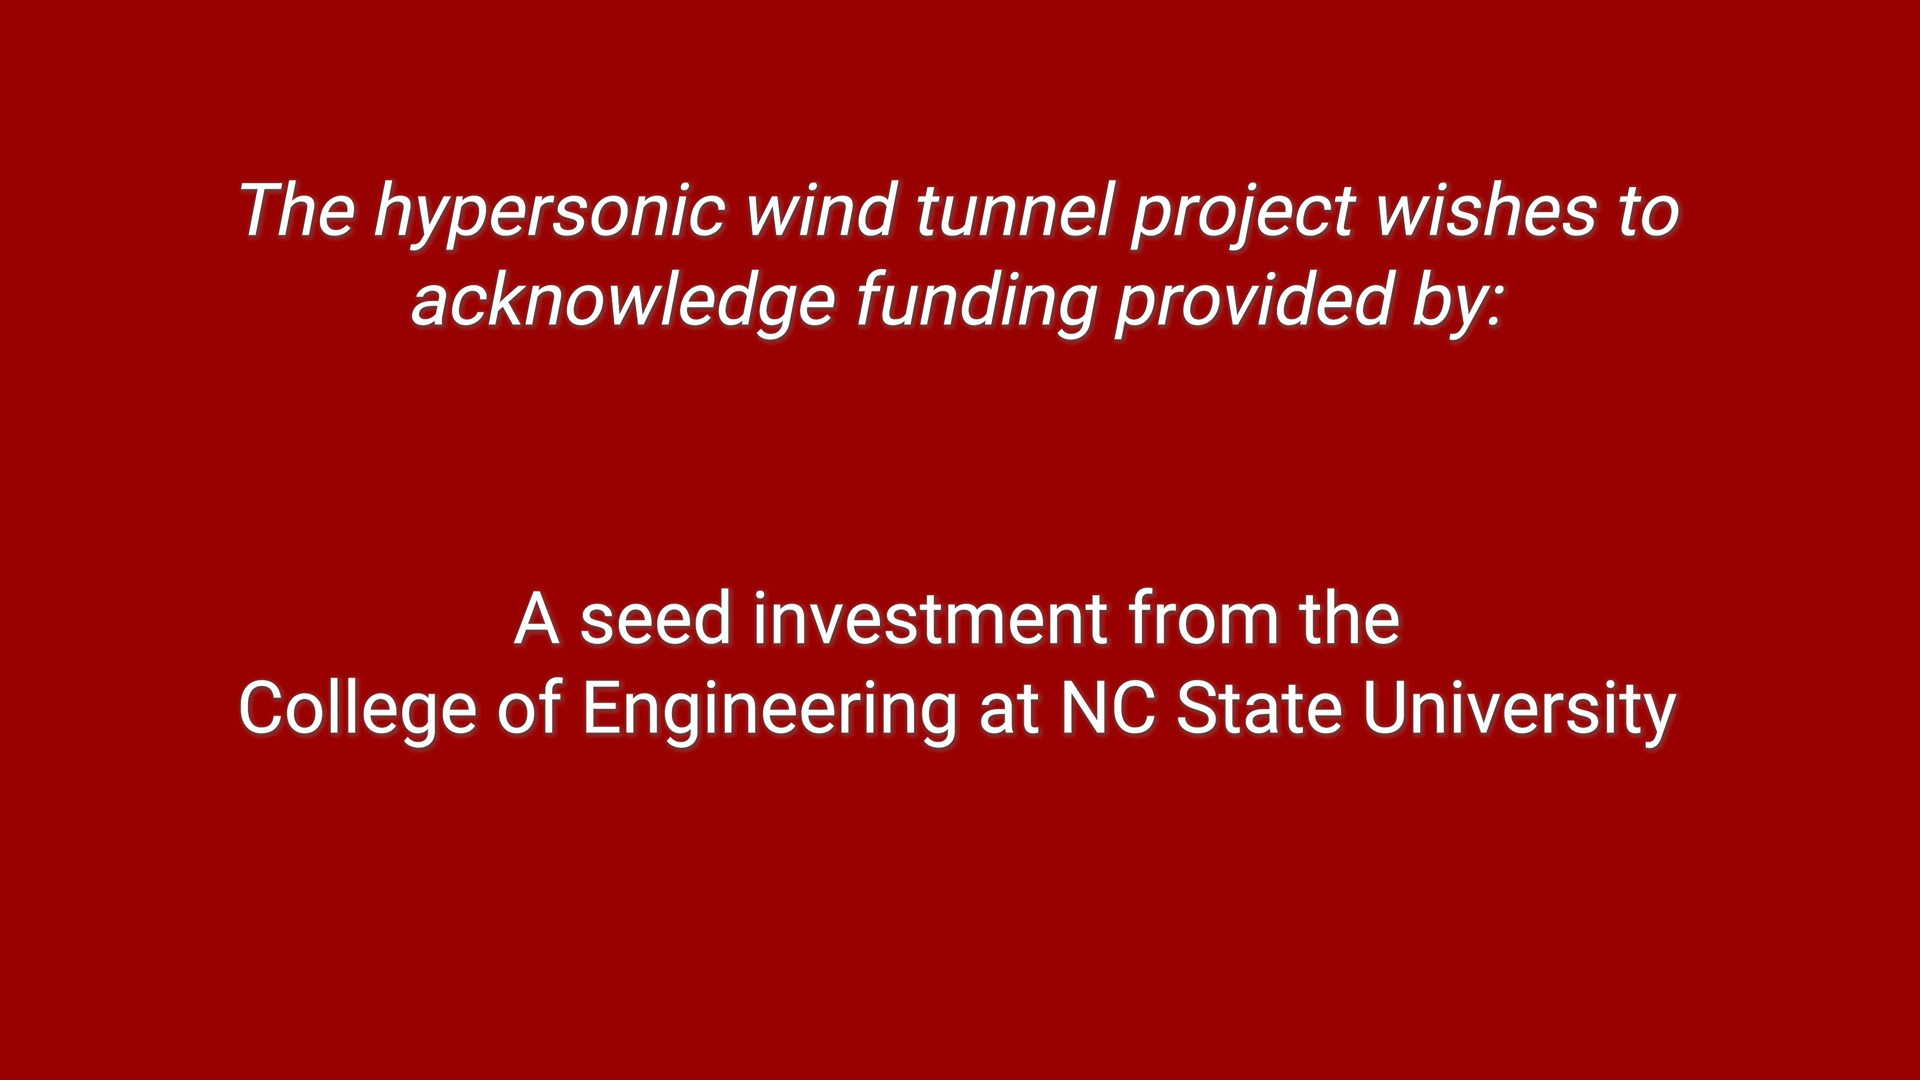 The hypersonic wind tunnel project wishes to
acknowledge funding provided by:
A seed investment from the
College of Engineering at NC State University